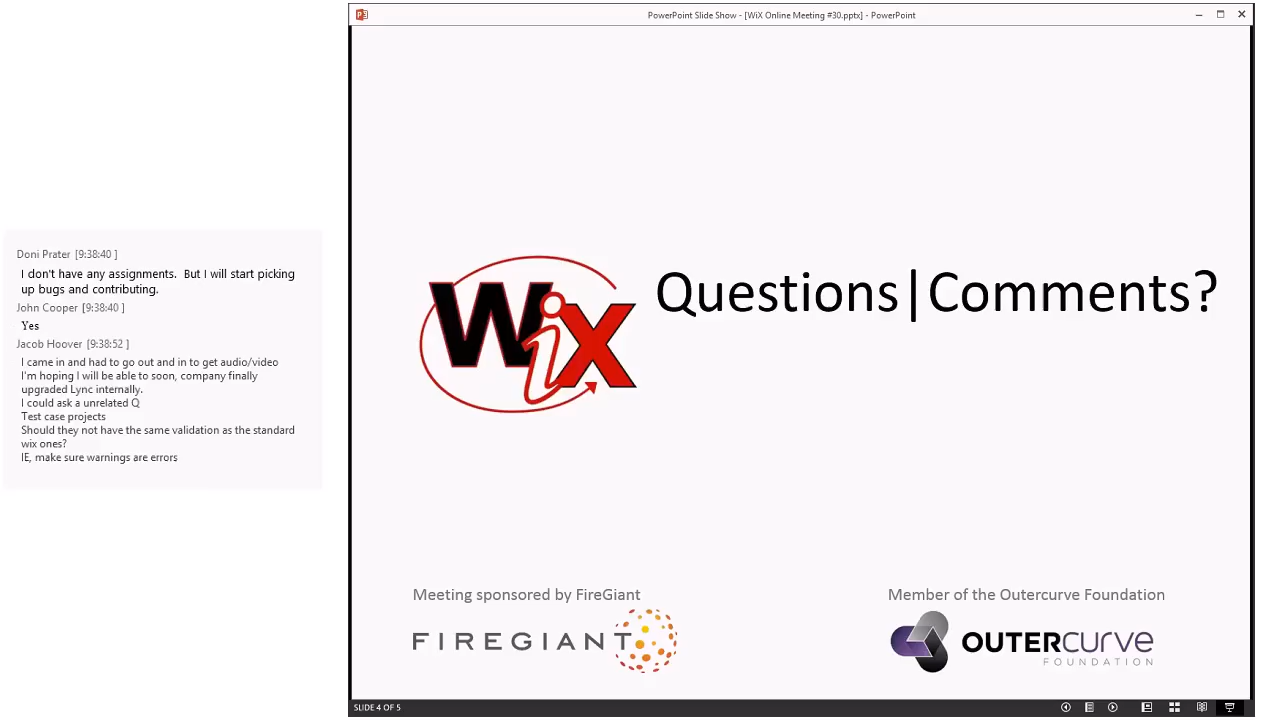 Doni Prater [9:38:40 ]
I don't have any assignments.  But I will start picking
up bugs and contributing.
John Cooper [9:38:40 ]
Yes
Jacob Hoover [9:38:52 ]
I came in and had to go out and in to get audio/video
I'm hoping I will be able to soon, company finally
upgraded Lync internally.
I could ask a unrelated Q
Test case projects
Should they not have the same validation as the standard
wix ones?
IE, make sure warnings are errors
PowerPoint Slide Show - [WiX Online Meeting #30.pptx] - PowerPoint
WiX
Questions|Comments?
Meeting sponsored by FireGiant
FIREGIANT
Member of the Outercurve Foundation
OUTERCURVE
FOUNDATION
SLIDE 4 OF 5